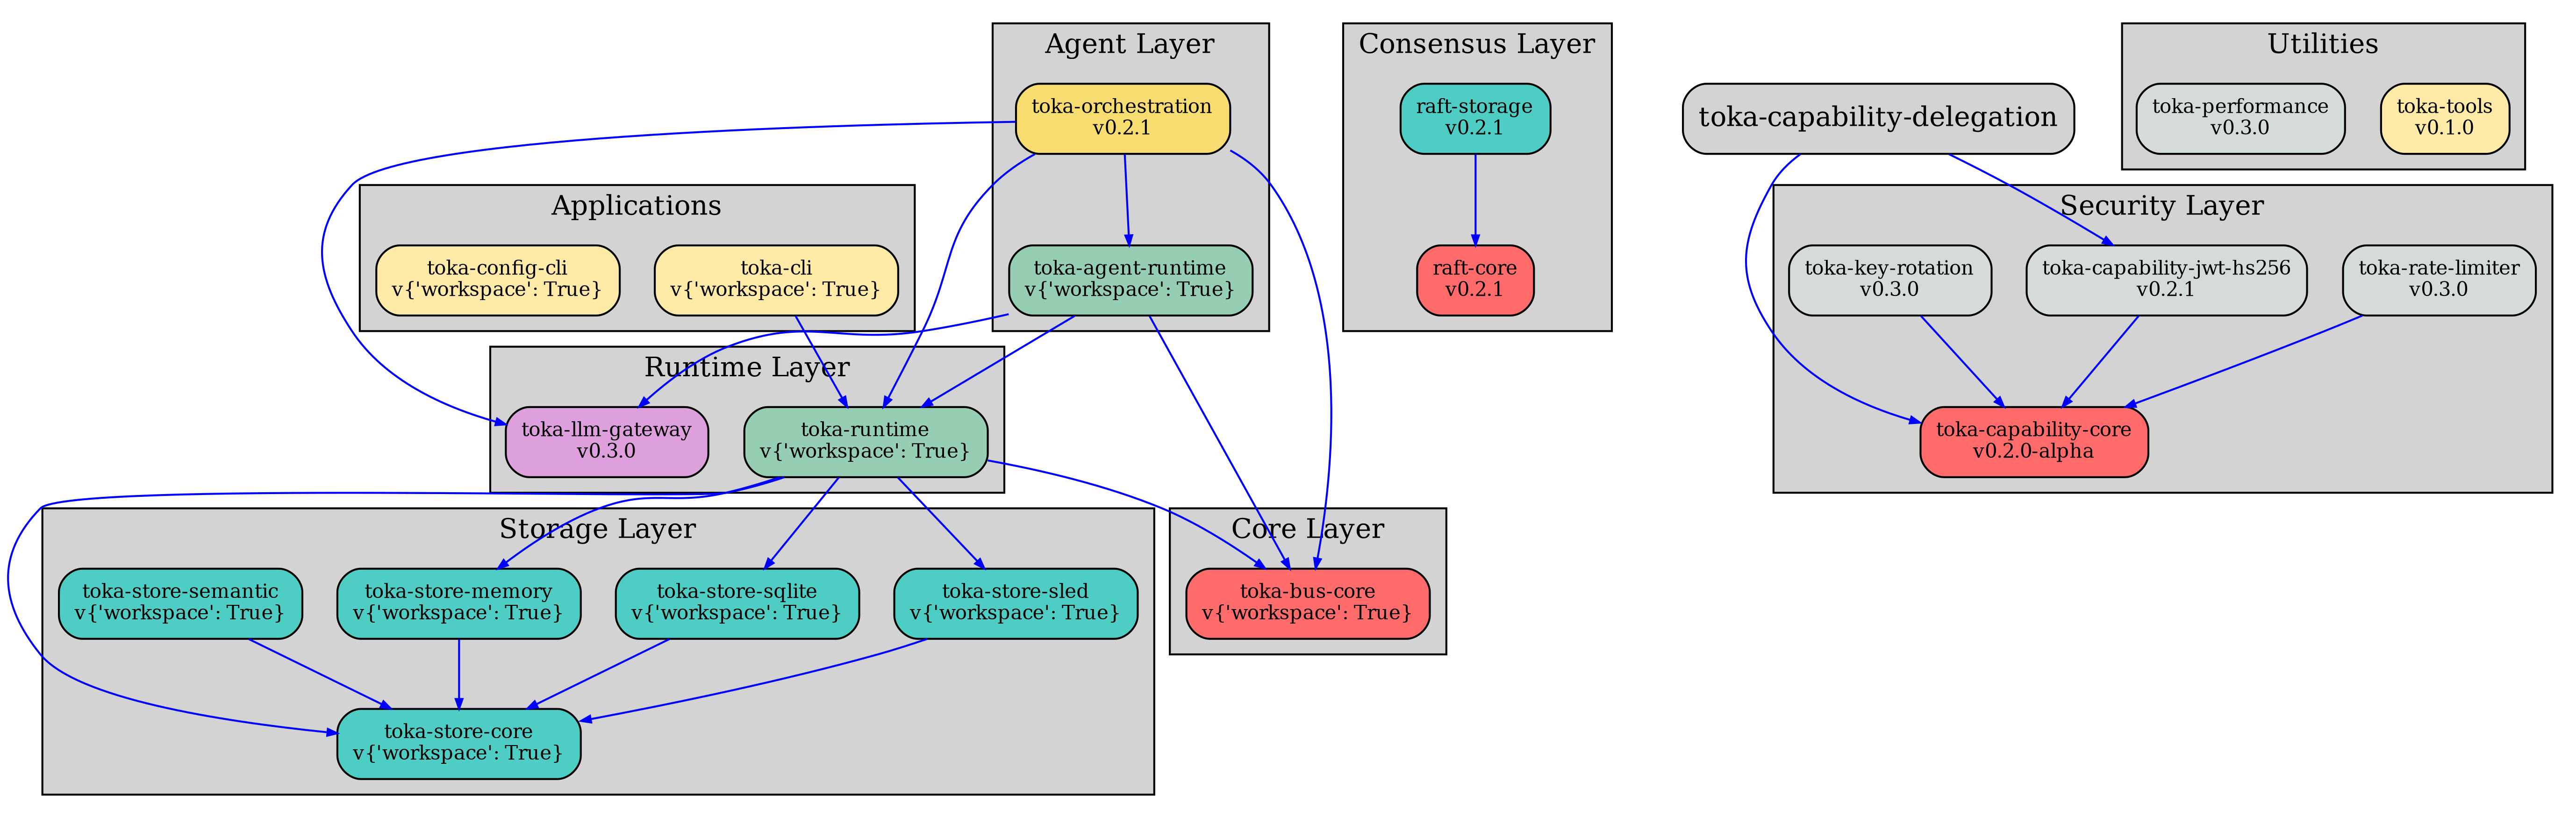 Agent Layer
toka-orchestration
v0.2.1
toka-agent-runtime
v{'workspace': True}
Consensus Layer
raft-storage
v0.2.1
raft-core
v0.2.1
toka-capability-delegation
Utilities
toka-performance
v0.3.0
toka-tools
v0.1.0
Applications
toka-config-cli
v{'workspace': True}
toka-cli
v{'workspace': True}
Security Layer
toka-key-rotation
v0.3.0
toka-capability-jwt-hs256
v0.2.1
toka-rate-limiter
v0.3.0
toka-capability-core
v0.2.0-alpha
Runtime Layer
toka-llm-gateway
v0.3.0
toka-runtime
v{'workspace': True}
Storage Layer
toka-store-semantic
v{'workspace': True}
toka-store-memory
v{'workspace': True}
toka-store-sqlite
v{'workspace': True}
toka-store-sled
v{'workspace': True}
toka-store-core
v{'workspace': True}
Core Layer
toka-bus-core
v{'workspace': True}